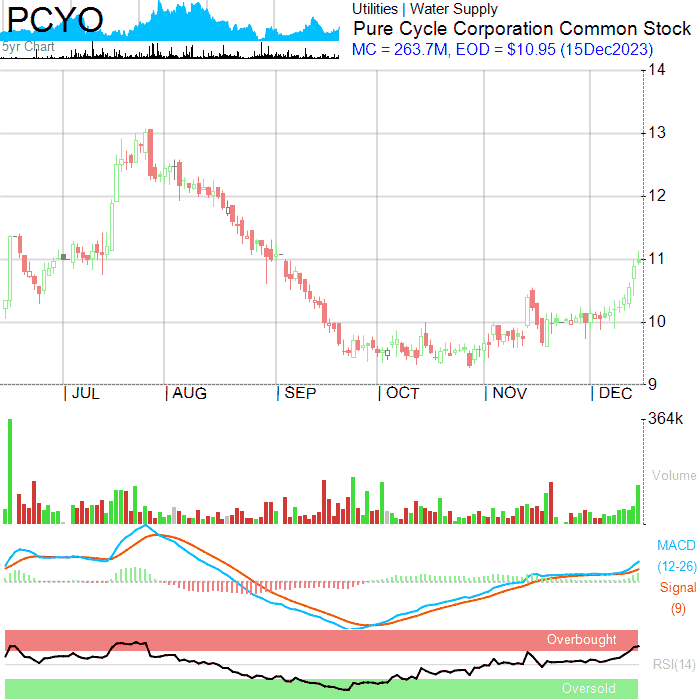 PCYO
5yr Chart
Utilities | Water Supply
Pure Cycle Corporation Common Stock
MC = 263.7M, EOD = $10.95 (15Dec2023)
14
13
12
11
10
9
JUL AUG SEP OCT NOV DEC
364k
Volume
MACD
(12-26)
Signal
(9)
Overbought
RSI(14)
Oversold